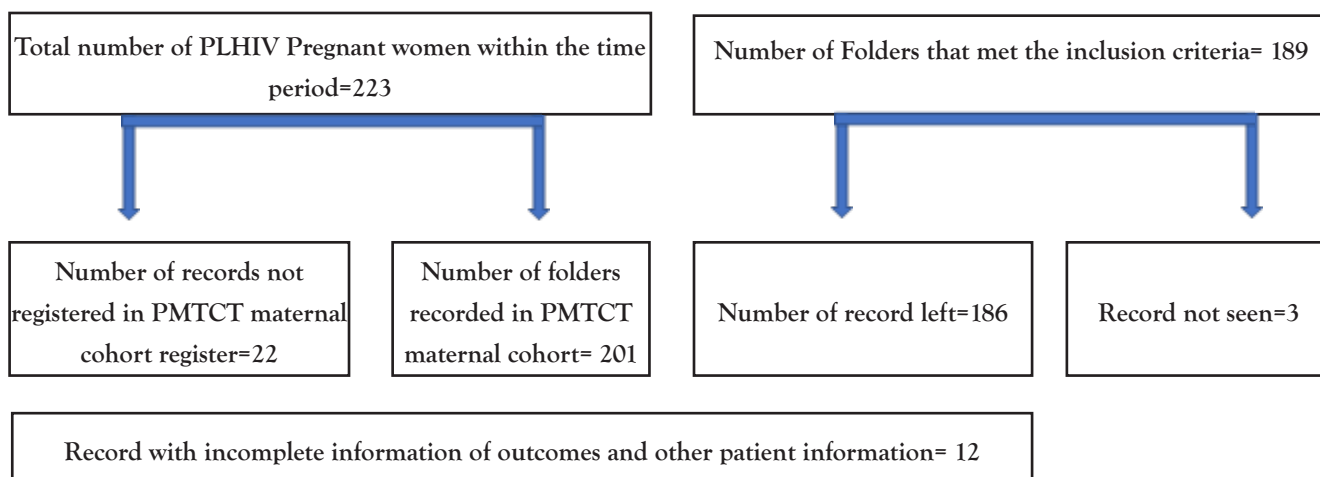 Total number of PLHIV Pregnant women within the time
period=223
Number of Folders that met the inclusion criteria= 189
Number of records not
registered in PMTCT maternal
cohort register=22
Number of folders
recorded in PMTCT
maternal cohort= 201
Number of record left=186
Record not seen=3
Record with incomplete information of outcomes and other patient information= 12